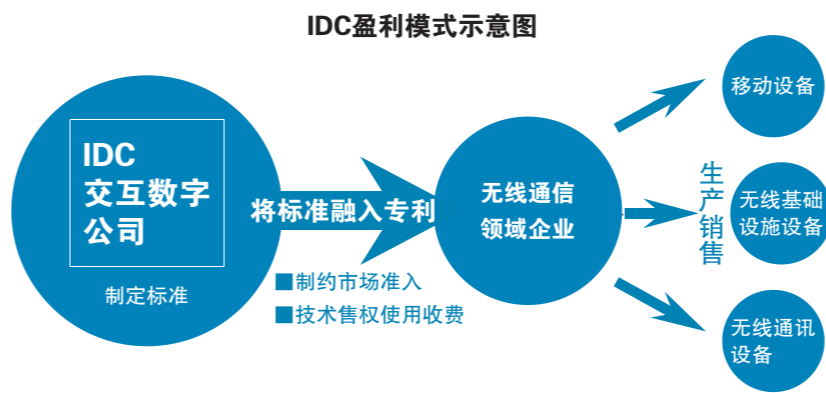 IDC盈利模式示意图
IDC
交互数字
公司
制定标准
将标准融入专利
■制约市场准入
■技术售权使用收费
无线通信
领域企业
生产销售
移动设备
无线基础
设施设备
无线通讯
设备